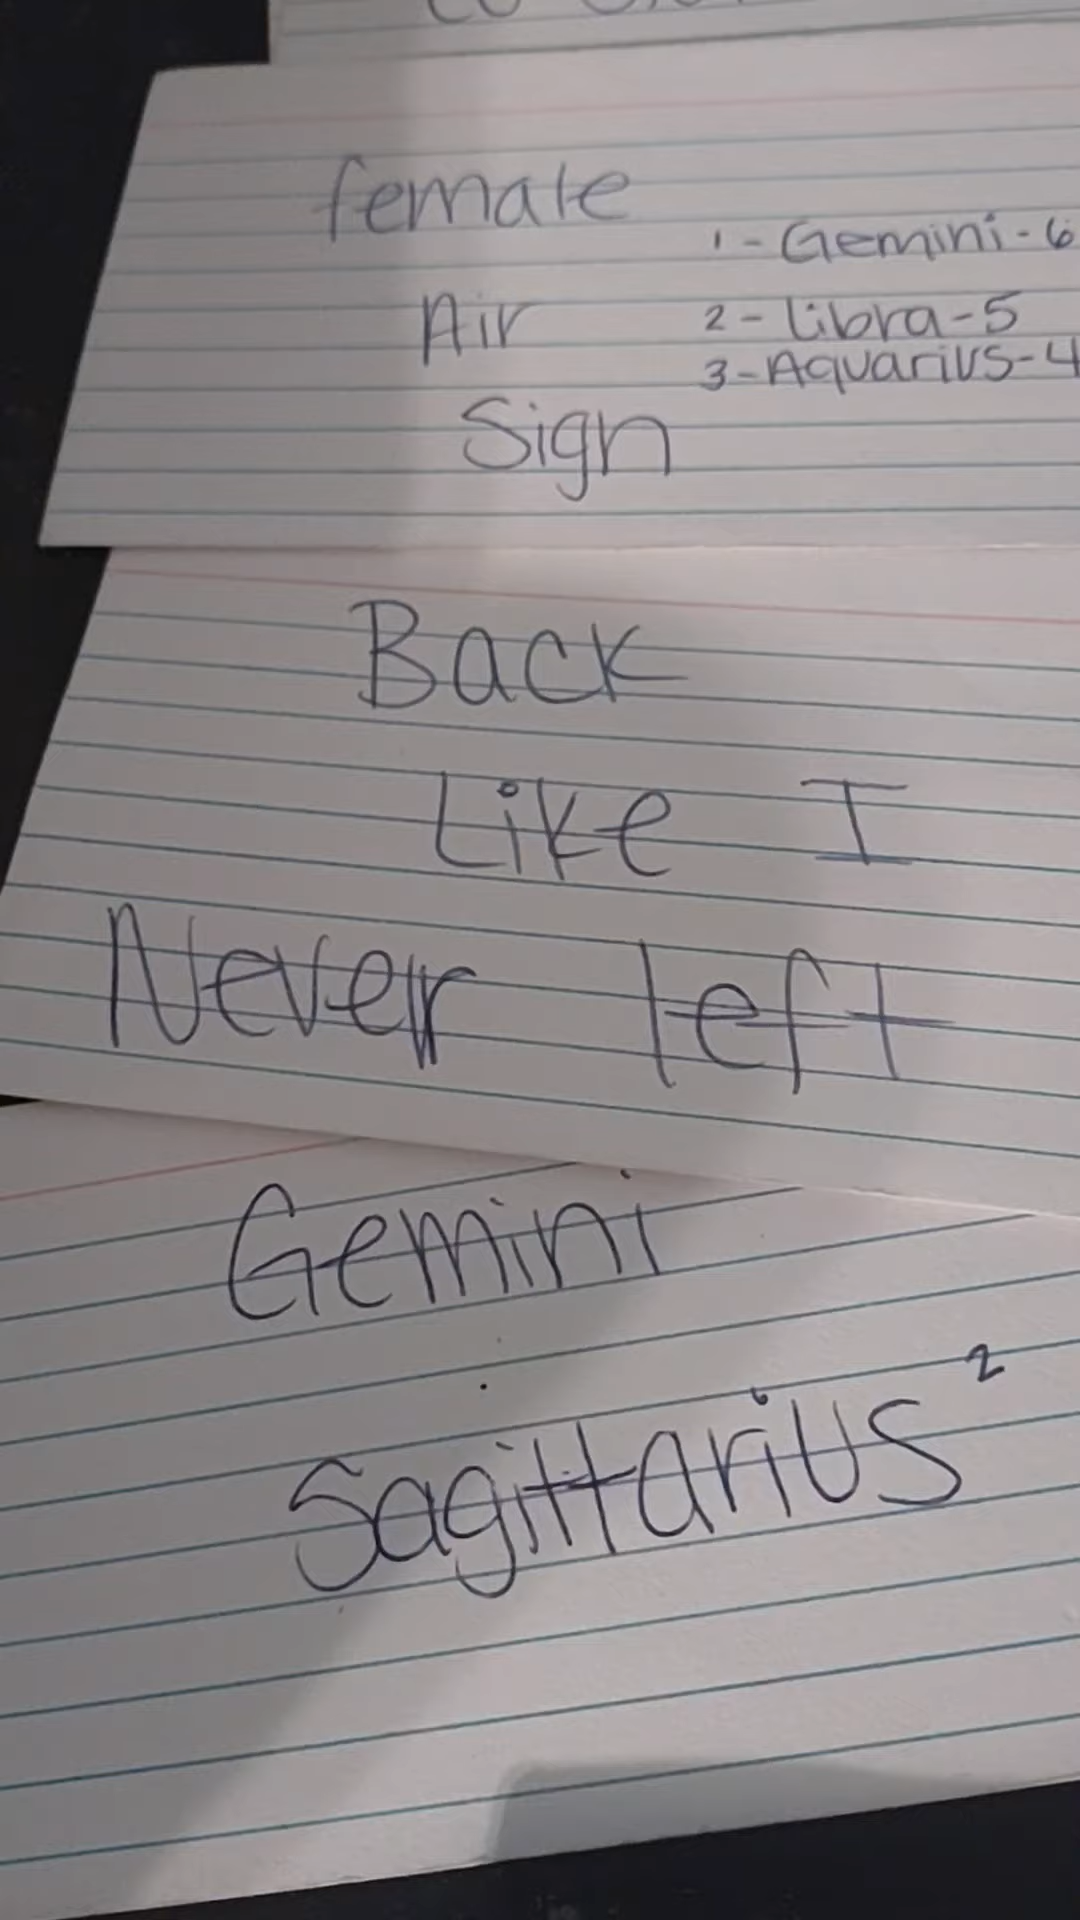 female
1 - Gemini - 6
Air
2 - Libra - 5
3 - Aquarius - 4
Sign
Back
Like I
Never left
Gemini
Sagittarius 2